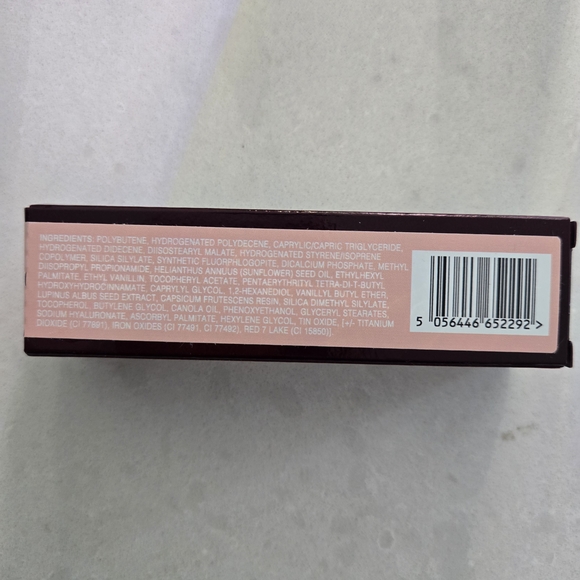 INGREDIENTS: POLYBUTENE, HYDROGENATED POLYDECENE, CAPRYLIC/CAPRIC TRIGLYCERIDE,
HYDROGENATED DIDECENE, DIISOSTEARYL MALATE, HYDROGENATED STYRENE/ISOPRENE
COPOLYMER, SILICA SILYLATE, SYNTHETIC FLUORPHLOGOPITE, DICALCIUM PHOSPHATE, METHYL
DIISOPROPYL PROPIONAMIDE, HELIANTHUS ANNUUS (SUNFLOWER) SEED OIL, ETHYLHEXYL
PALMITATE, ETHYL VANILLIN, TOCOPHERYL ACETATE, PENTAERYTHRITYL TETRA-DI-T-BUTYL
HYDROXYHYDROCINNAMATE, CAPRYLYL GLYCOL, 1,2-HEXANEDIOL, VANILLYL BUTYL ETHER,
LUPINUS ALBUS SEED EXTRACT, CAPSICUM FRUTESCENS RESIN, SILICA DIMETHYL SILYLATE,
TOCOPHEROL, BUTYLENE GLYCOL, CANOLA OIL, PHENOXYETHANOL, GLYCERYL STEARATES,
SODIUM HYALURONATE, ASCORBYL PALMITATE, HEXYLENE GLYCOL, TIN OXIDE, [+/- TITANIUM
DIOXIDE (CI 77891), IRON OXIDES (CI 77491, CI 77492), RED 7 LAKE (CI 15850)].
5 056446 652292 >